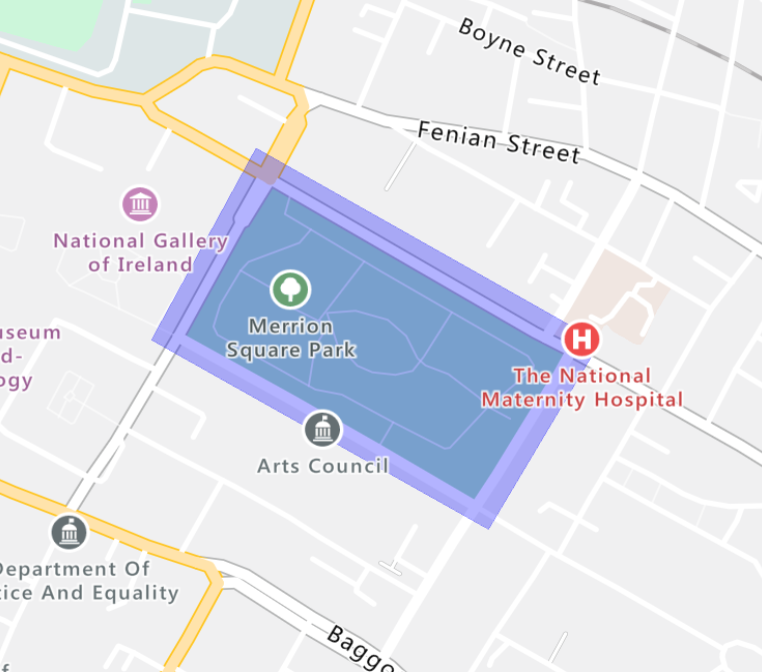 Boyne Street
Fenian Street
National Gallery
of Ireland
Merrion
Square Park
useum
d-
ogy
The National
Maternity Hospital
Arts Council
Department Of
tice And Equality
Baggo
f